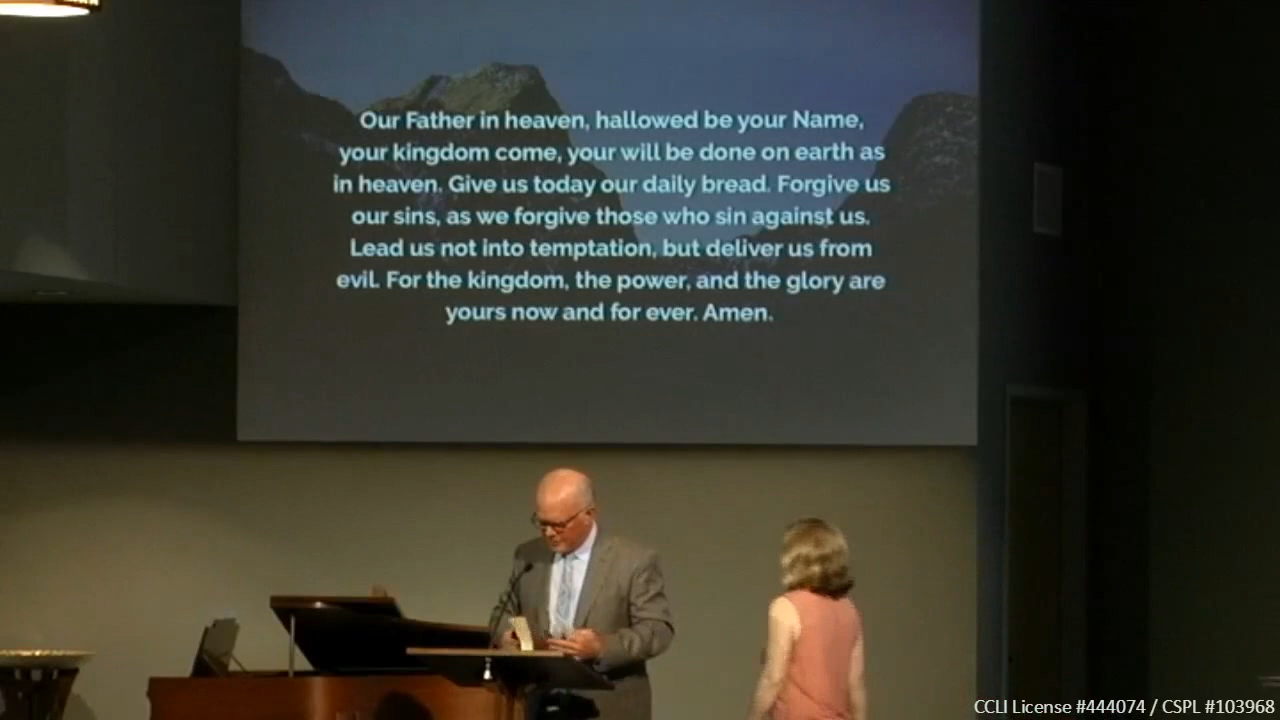 Our Father in heaven, hallowed be your Name,
your kingdom come, your will be done on earth as
in heaven. Give us today our daily bread. Forgive us
our sins, as we forgive those who sin against us.
Lead us not into temptation, but deliver us from
evil. For the kingdom, the power, and the glory are
yours now and for ever. Amen.
CCLI License #444074 / CSPL #103968